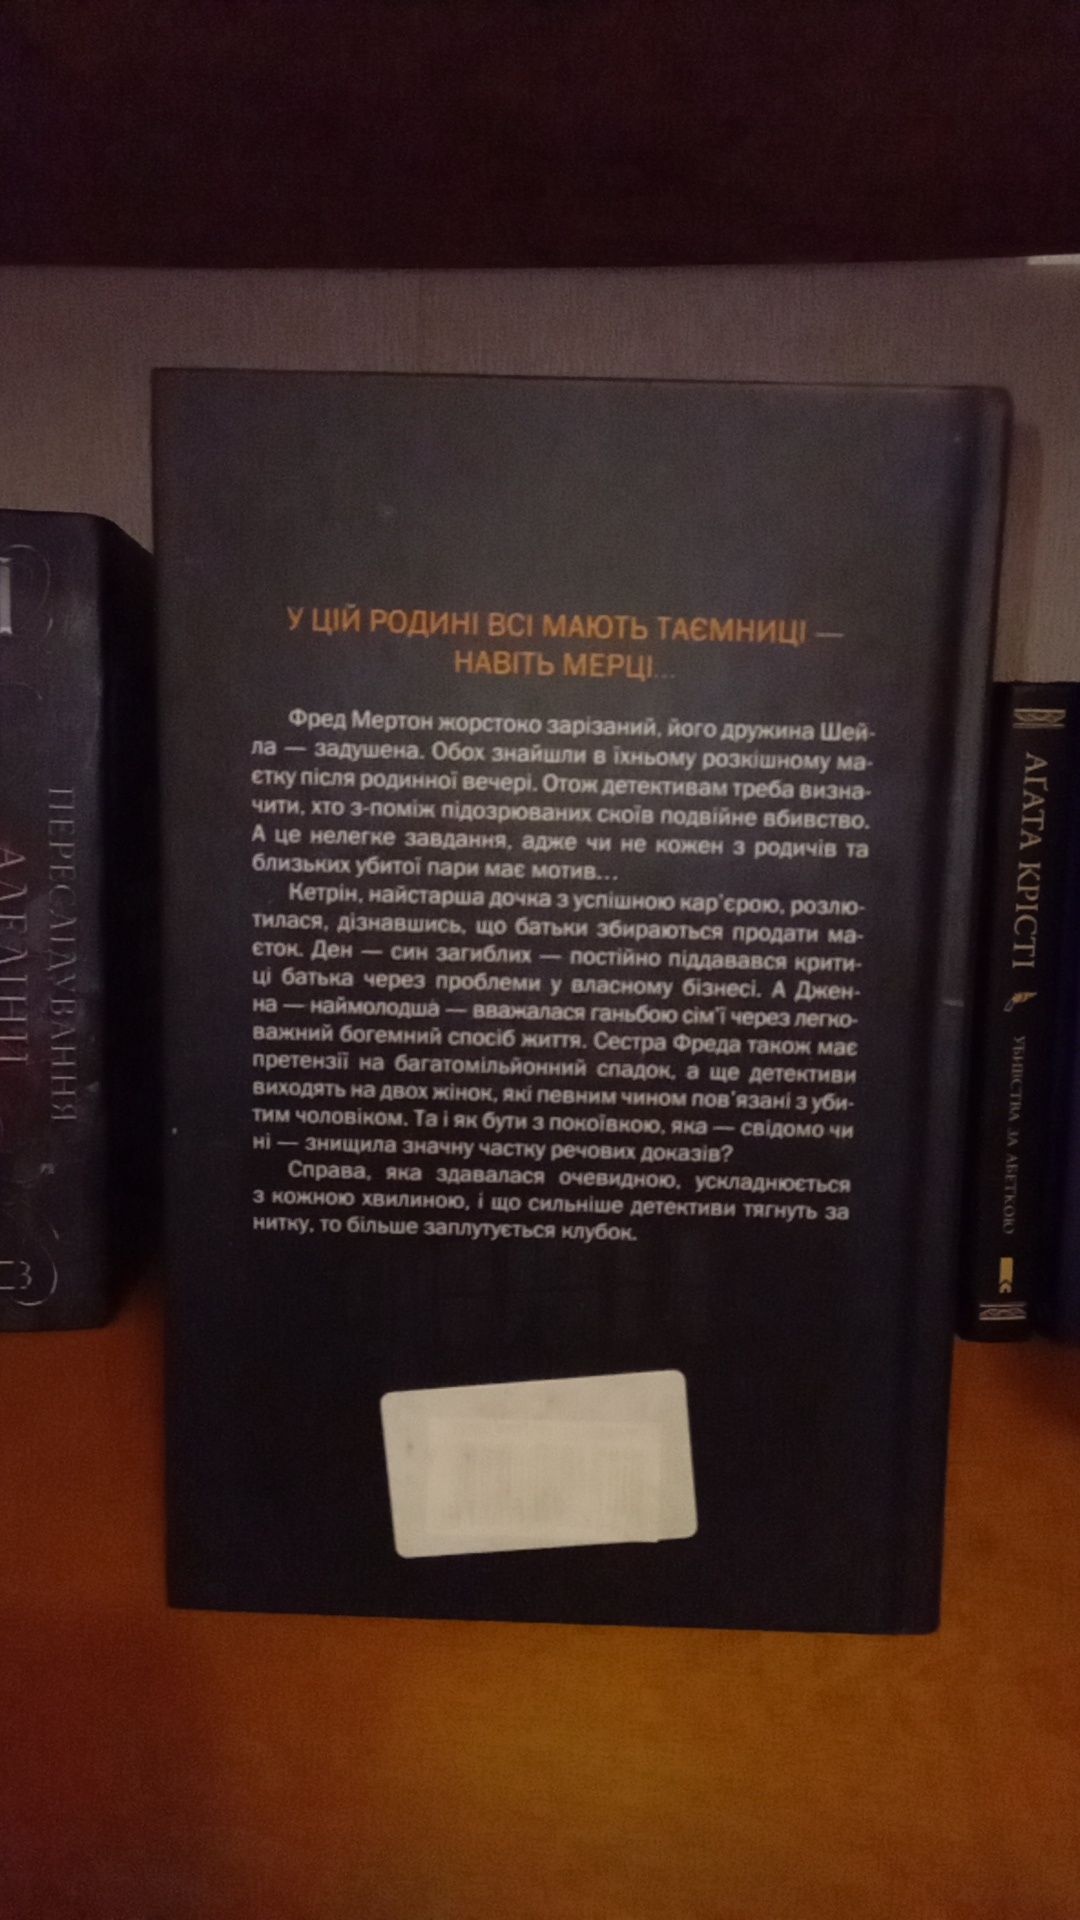 У ЦІЙ РОДИНІ ВСІ МАЮТЬ ТАЄМНИЦІ —
НАВІТЬ МЕРЦІ...
Фред Мертон жорстоко зарізаний, його дружина Шей-
ла — задушена. Обох знайшли в їхньому розкішному ма-
єтку після родинної вечері. Отож детективам треба визна-
чити, хто з-поміж підозрюваних скоїв подвійне вбивство.
А це нелегке завдання, адже чи не кожен з родичів та
близьких убитої пари має мотив...
Кетрін, найстарша дочка з успішною кар'єрою, розлю-
тилася, дізнавшись, що батьки збираються продати ма-
єток. Ден — син загиблих — постійно піддавався крити-
ці батька через проблеми у власному бізнесі. А Джен-
на — наймолодша — вважалася ганьбою сім'ї через легко-
важний богемний спосіб життя. Сестра Фреда також має
претензії на багатомільйонний спадок, а ще детективи
виходять на двох жінок, які певним чином пов'язані з уби-
тим чоловіком. Та і як бути з покоївкою, яка — свідомо чи
ні — знищила значну частку речових доказів?
Справа, яка здавалася очевидною, ускладнюється
з кожною хвилиною, і що сильніше детективи тягнуть за
нитку, то більше заплутується клубок.
ПЕРЕСЛІДУВАННЯ
АДЕЛІНИ
АҐАТА КРІСТІ
УБИВСТВА ЗА АБЕТКОЮ